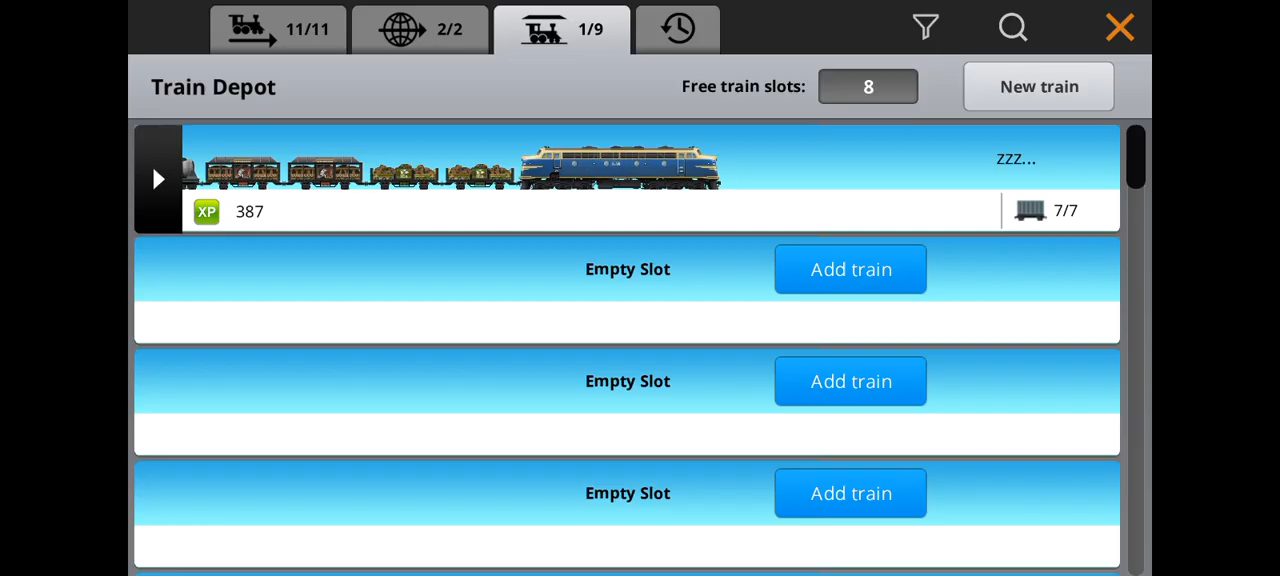 11/11
2/2
1/9
Train Depot
Free train slots:
8
New train
zzz...
XP
387
7/7
Empty Slot
Add train
Empty Slot
Add train
Empty Slot
Add train